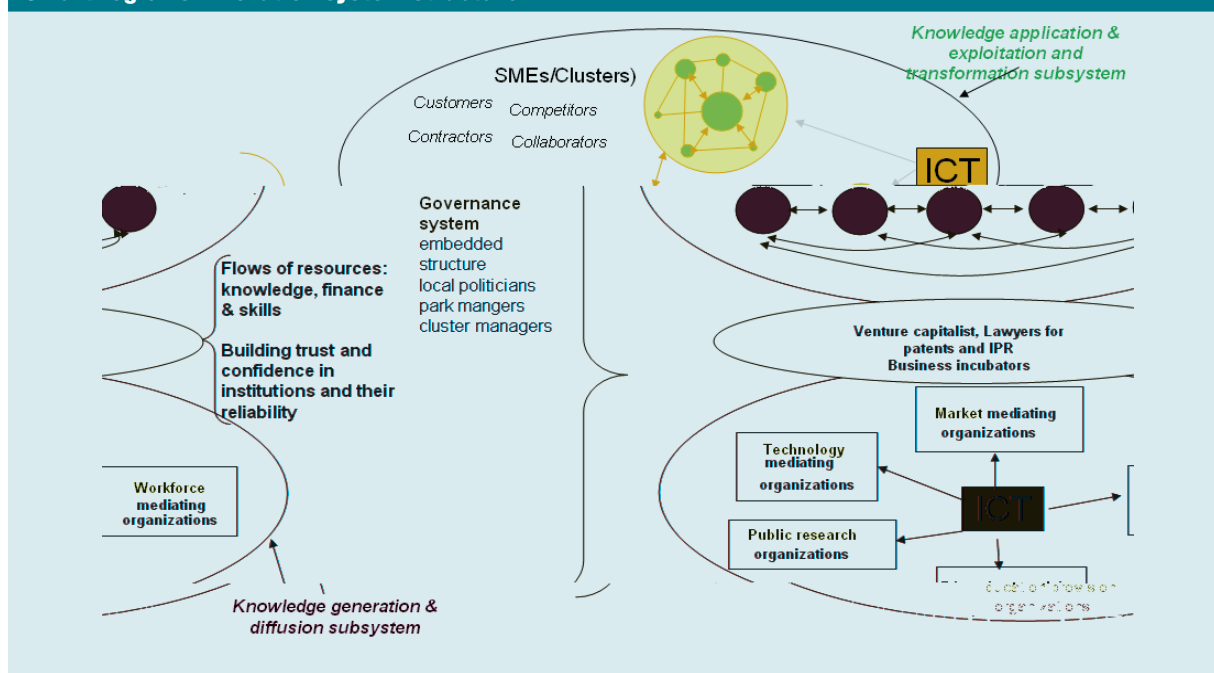 Knowledge application &
exploitation and
transformation subsystem
SMEs/Clusters)
Customers
Competitors
Contractors
Collaborators
ICT
Governance
system
embedded
structure
local politicians
park mangers
cluster managers
Flows of resources:
knowledge, finance
& skills
Building trust and
confidence in
institutions and their
reliability
Venture capitalist, Lawyers for
patents and IPR
Business incubators
Market mediating
organizations
Technology
mediating
organizations
Workforce
mediating
organizations
ICT
Public research
organizations
organizations
Knowledge generation &
diffusion subsystem